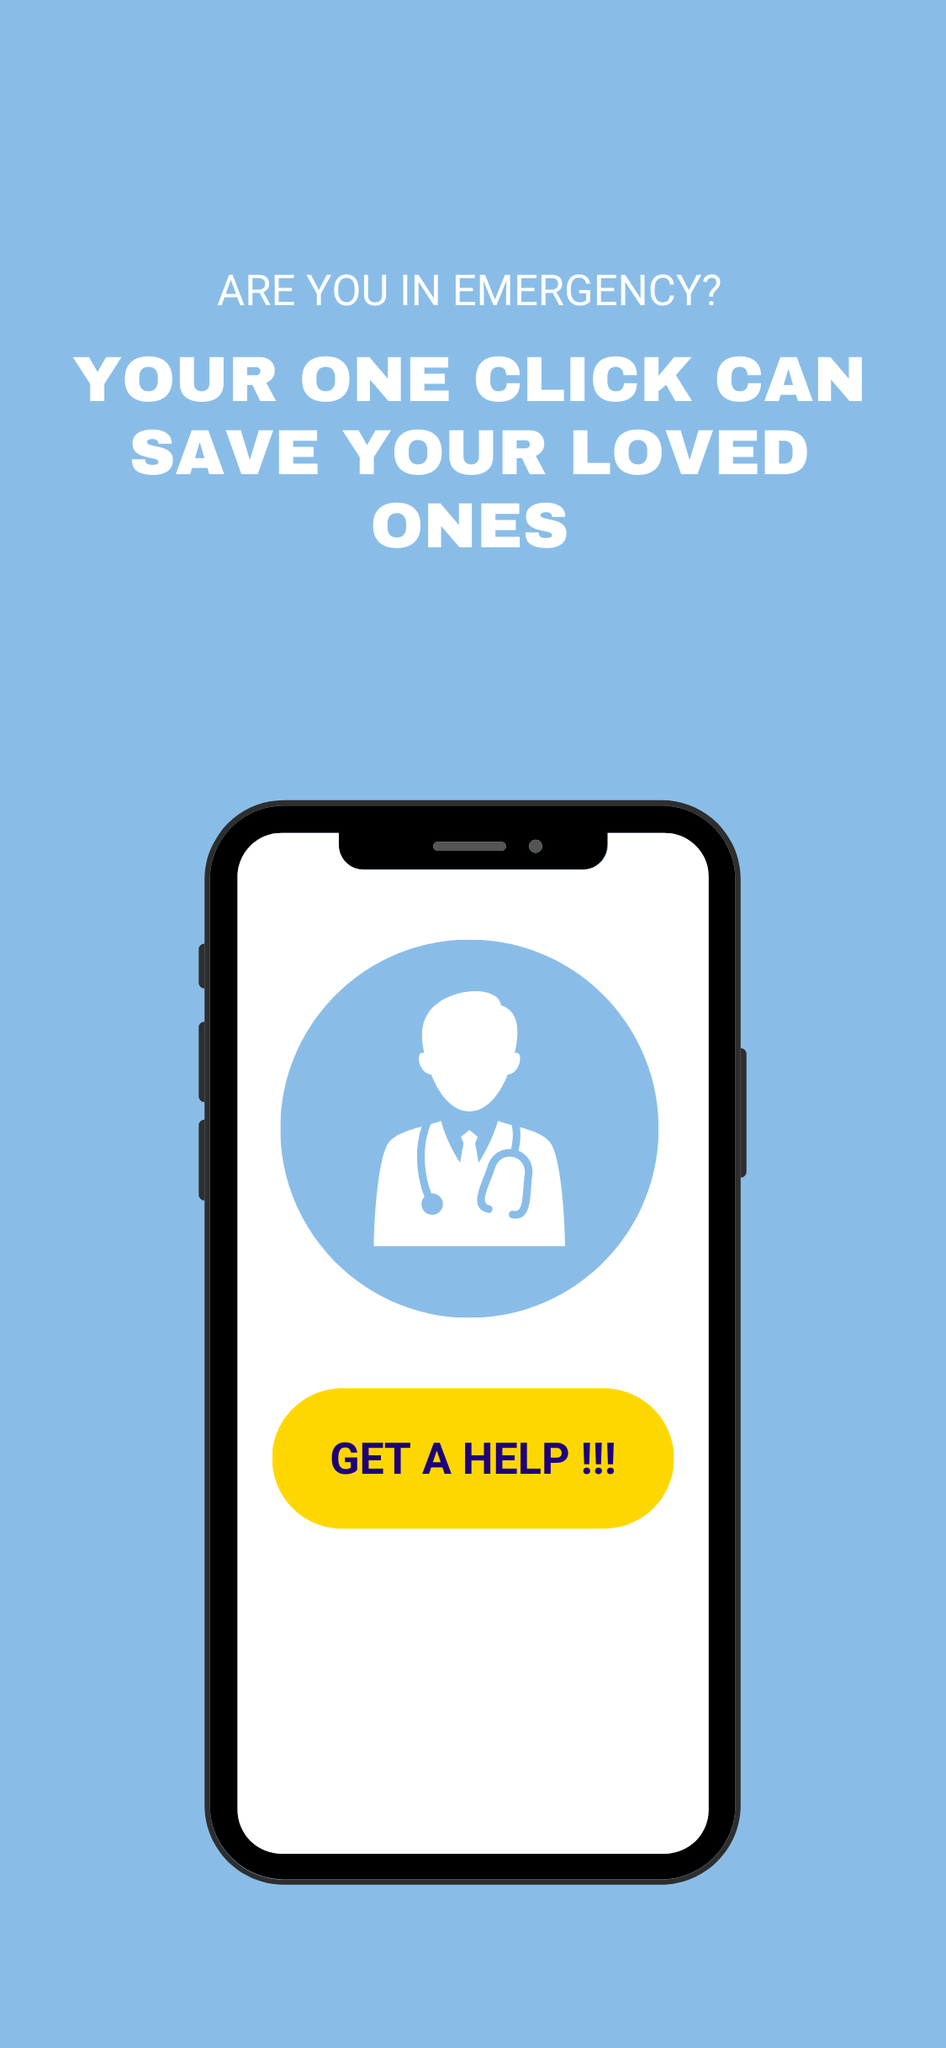 ARE YOU IN EMERGENCY?
YOUR ONE CLICK CAN
SAVE YOUR LOVED
ONES
GET A HELP !!!